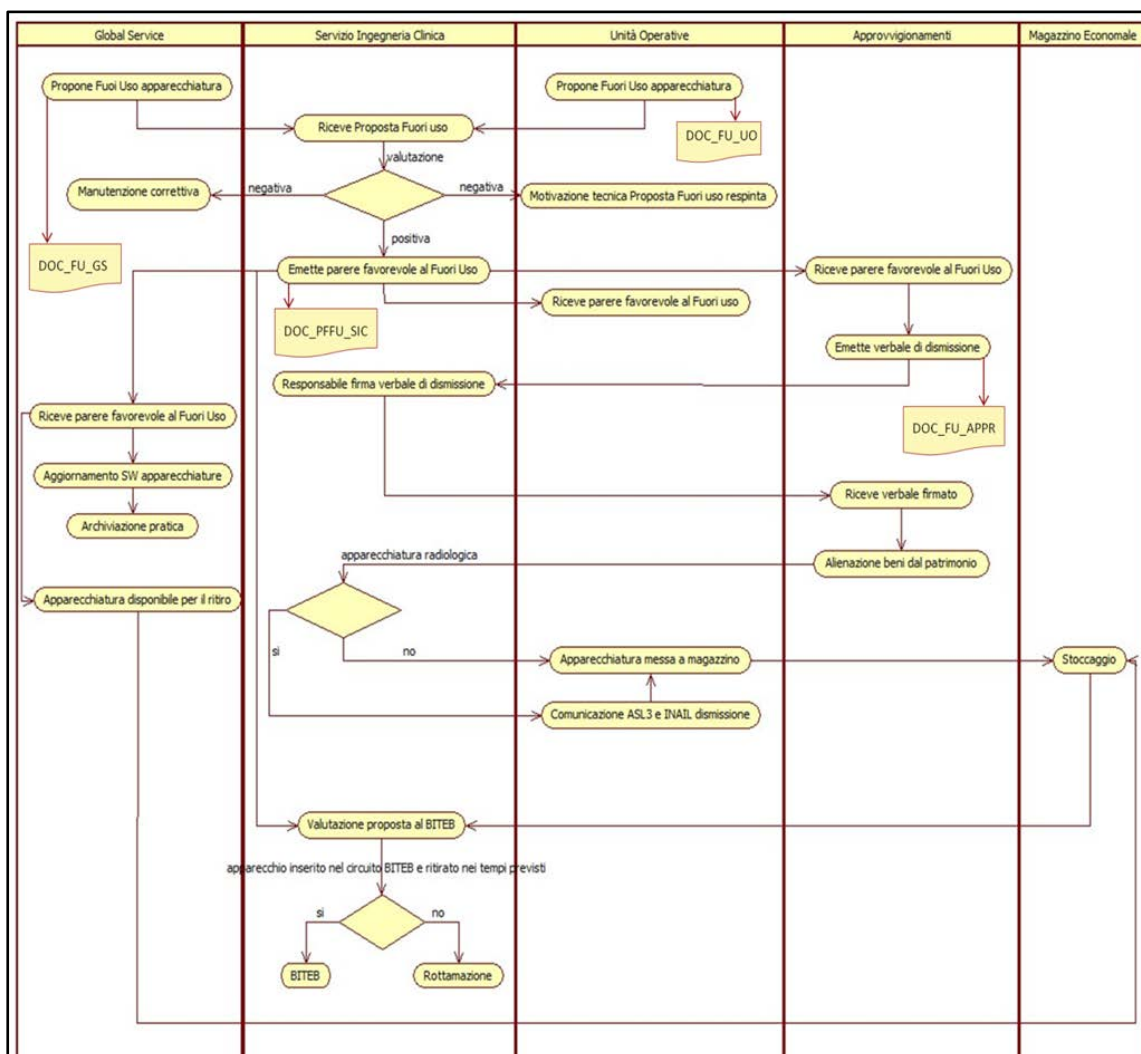 Global Service
Servizio Ingegneria Clinica
Unità Operative
Approvvigionamenti
Magazzino Economale
Propone Fuoi Uso apparecchiatura
Propone Fuori Uso apparecchiatura
Riceve Proposta Fuori uso
DOC_FU_UO
valutazione
Manutenzione correttiva
negativa
negativa
Motivazione tecnica Proposta Fuori uso respinta
positiva
DOC_FU_GS
Emette parere favorevole al Fuori Uso
Riceve parere favorevole al Fuori Uso
Riceve parere favorevole al Fuori uso
DOC_PFFU_SIC
Emette verbale di dismissione
Responsabile firma verbale di dismissione
Riceve parere favorevole al Fuori Uso
DOC_FU_APPR
Aggiornamento SW apparecchiature
Riceve verbale firmato
Archiviazione pratica
apparecchiatura radiologica
Alienazione beni dal patrimonio
Apparecchiatura disponibile per il ritiro
si
no
Apparecchiatura messa a magazzino
Stoccaggio
Comunicazione ASL3 e INAIL dismissione
Valutazione proposta al BITEB
apparecchio inserito nel circuito BITEB e ritirato nei tempi previsti
si
no
BITEB
Rottamazione